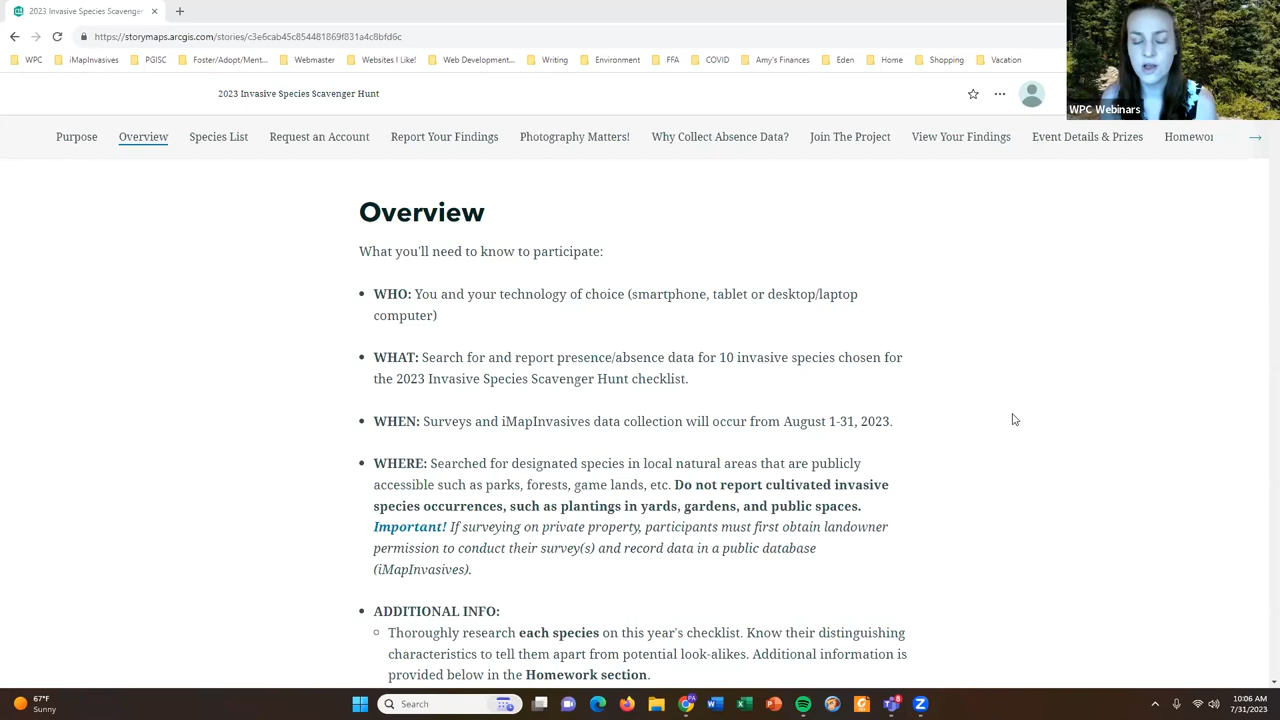 2023 Invasive Species Scavenger
https://storymaps.arcgis.com/stories/c3e6cab45c854481869f831a4c8bfd6c
WPC iMapInvasives PGISC Foster/Adopt/Ment... Webmaster Websites I Like! Web Development... Writing Environment FFA COVID Amy's Finances Eden Home Shopping Vacation
WPC Webinars
2023 Invasive Species Scavenger Hunt
Purpose Overview Species List Request an Account Report Your Findings Photography Matters! Why Collect Absence Data? Join The Project View Your Findings Event Details & Prizes Homewor
Overview
What you'll need to know to participate:
• WHO: You and your technology of choice (smartphone, tablet or desktop/laptop
computer)
• WHAT: Search for and report presence/absence data for 10 invasive species chosen for
the 2023 Invasive Species Scavenger Hunt checklist.
• WHEN: Surveys and iMapInvasives data collection will occur from August 1-31, 2023.
• WHERE: Searched for designated species in local natural areas that are publicly
accessible such as parks, forests, game lands, etc. Do not report cultivated invasive
species occurrences, such as plantings in yards, gardens, and public spaces.
Important! If surveying on private property, participants must first obtain landowner
permission to conduct their survey(s) and record data in a public database
(iMapInvasives).
• ADDITIONAL INFO:
○ Thoroughly research each species on this year's checklist. Know their distinguishing
characteristics to tell them apart from potential look-alikes. Additional information is
provided below in the Homework section.
67°F
Sunny
Search
10:06 AM
7/31/2023